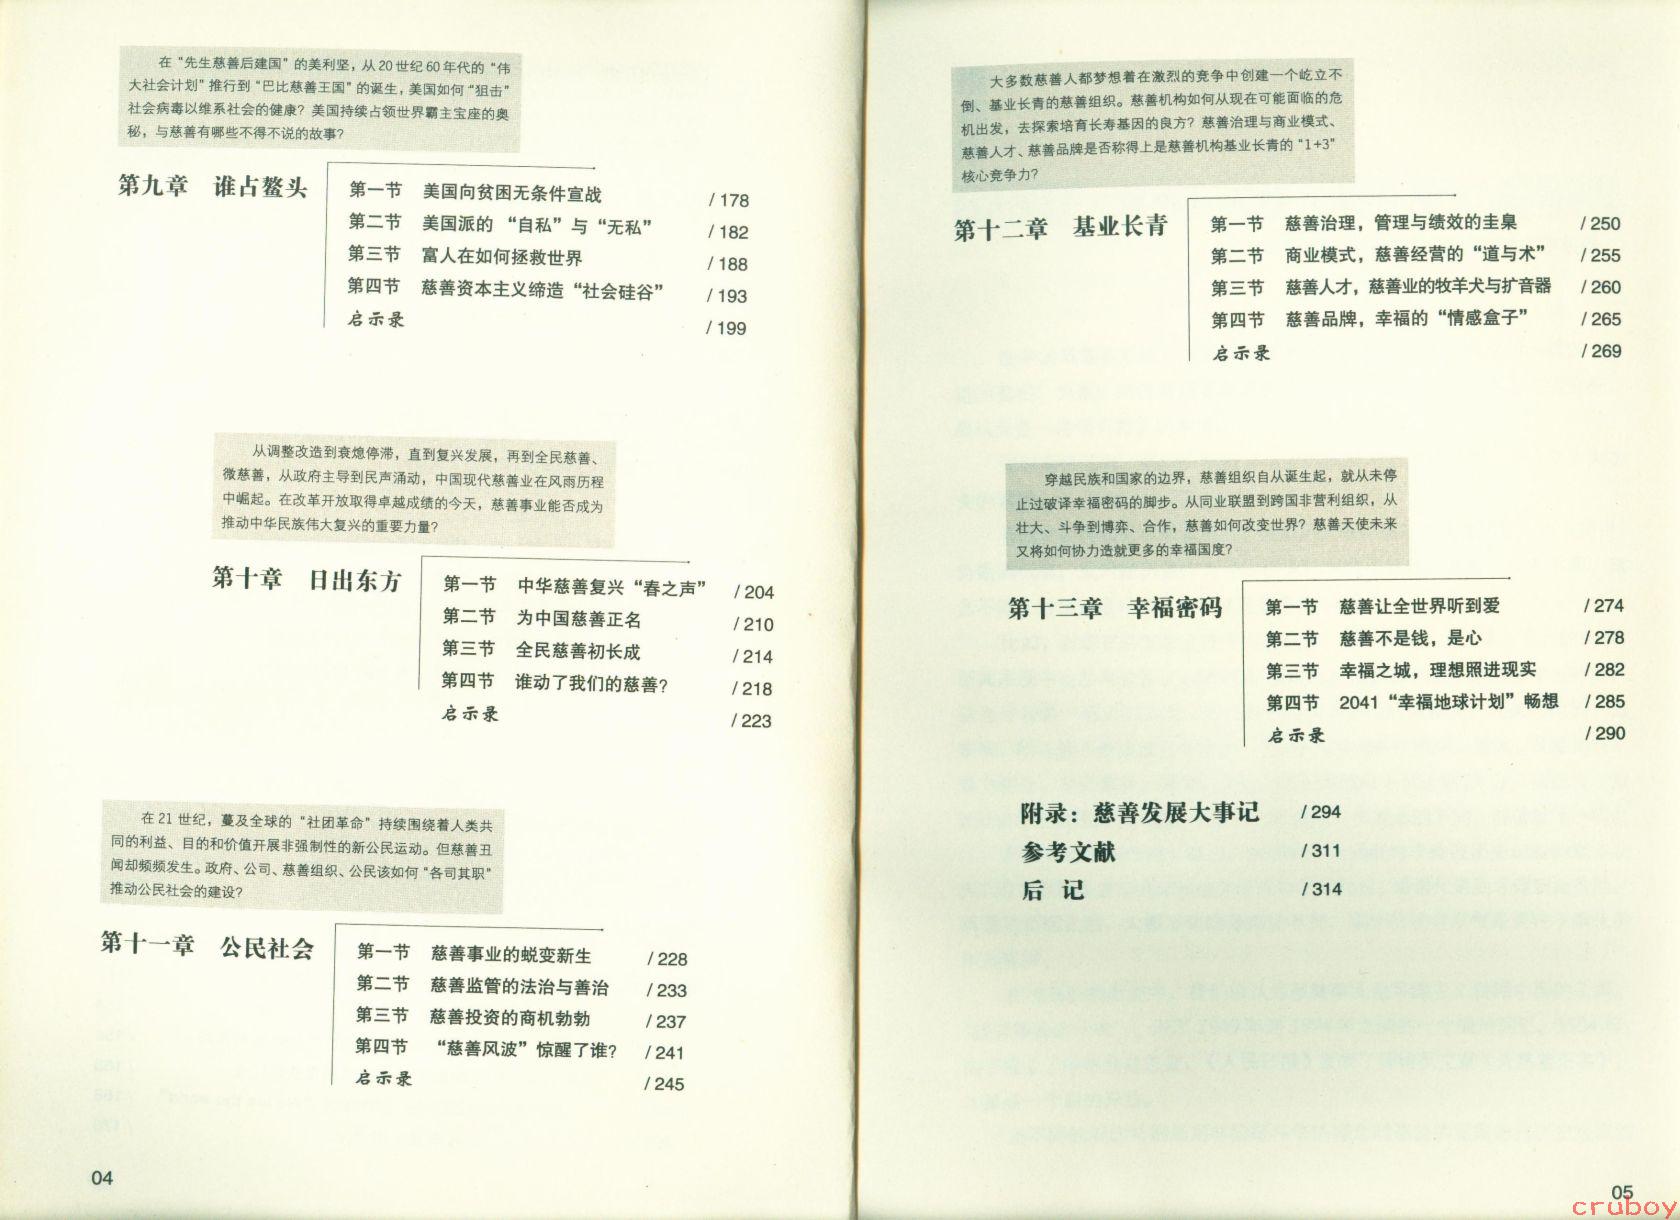 在“先生慈善后建国”的美利坚，从20世纪60年代的“伟
大社会计划”推行到“巴比慈善王国”的诞生，美国如何“狙击”
社会病毒以维系社会的健康？美国持续占领世界霸主宝座的奥
秘，与慈善有哪些不得不说的故事？
第九章 谁占鳌头
第一节 美国向贫困无条件宣战 / 178
第二节 美国派的“自私”与“无私” / 182
第三节 富人在如何拯救世界 / 188
第四节 慈善资本主义缔造“社会硅谷” / 193
启示录 / 199
从调整改造到衰熄停滞，直到复兴发展，再到全民慈善、
微慈善，从政府主导到民声涌动，中国现代慈善业在风雨历程
中崛起。在改革开放取得卓越成绩的今天，慈善事业能否成为
推动中华民族伟大复兴的重要力量？
第十章 日出东方
第一节 中华慈善复兴“春之声” / 204
第二节 为中国慈善正名 / 210
第三节 全民慈善初长成 / 214
第四节 谁动了我们的慈善？ / 218
启示录 / 223
在21世纪，蔓及全球的“社团革命”持续围绕着人类共
同的利益、目的和价值开展非强制性的新公民运动。但慈善丑
闻却频频发生。政府、公司、慈善组织、公民该如何“各司其职”
推动公民社会的建设？
第十一章 公民社会
第一节 慈善事业的蜕变新生 / 228
第二节 慈善监管的法治与善治 / 233
第三节 慈善投资的商机勃勃 / 237
第四节 “慈善风波”惊醒了谁？ / 241
启示录 / 245
04
大多数慈善人都梦想着在激烈的竞争中创建一个屹立不
倒、基业长青的慈善组织。慈善机构如何从现在可能面临的危
机出发，去探索培育长寿基因的良方？慈善治理与商业模式、
慈善人才、慈善品牌是否称得上是慈善机构基业长青的“1+3”
核心竞争力？
第十二章 基业长青
第一节 慈善治理，管理与绩效的圭臬 / 250
第二节 商业模式，慈善经营的“道与术” / 255
第三节 慈善人才，慈善业的牧羊犬与扩音器 / 260
第四节 慈善品牌，幸福的“情感盒子” / 265
启示录 / 269
穿越民族和国家的边界，慈善组织自从诞生起，就从未停
止过破译幸福密码的脚步。从同业联盟到跨国非营利组织，从
壮大、斗争到博弈、合作，慈善如何改变世界？慈善天使未来
又将如何协力造就更多的幸福国度？
第十三章 幸福密码
第一节 慈善让全世界听到爱 / 274
第二节 慈善不是钱，是心 / 278
第三节 幸福之城，理想照进现实 / 282
第四节 2041“幸福地球计划”畅想 / 285
启示录 / 290
附录：慈善发展大事记 / 294
参考文献 / 311
后 记 / 314
05
cruboy